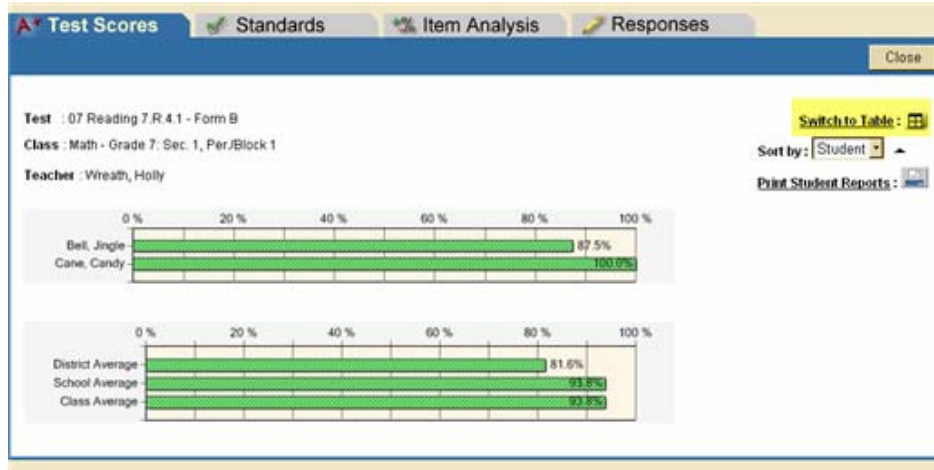 A+ Test Scores Standards Item Analysis Responses
Close
Test : 07 Reading 7.R.4.1 - Form B
Switch to Table :
Class : Math - Grade 7: Sec. 1, Per./Block 1
Sort by : Student
Teacher : Wreath, Holly
Print Student Reports :
0 % 20 % 40 % 60 % 80 % 100 %
Bell, Jingle 87.5%
Cane, Candy 100.0%
0 % 20 % 40 % 60 % 80 % 100 %
District Average 81.6%
School Average 93.8%
Class Average 93.8%